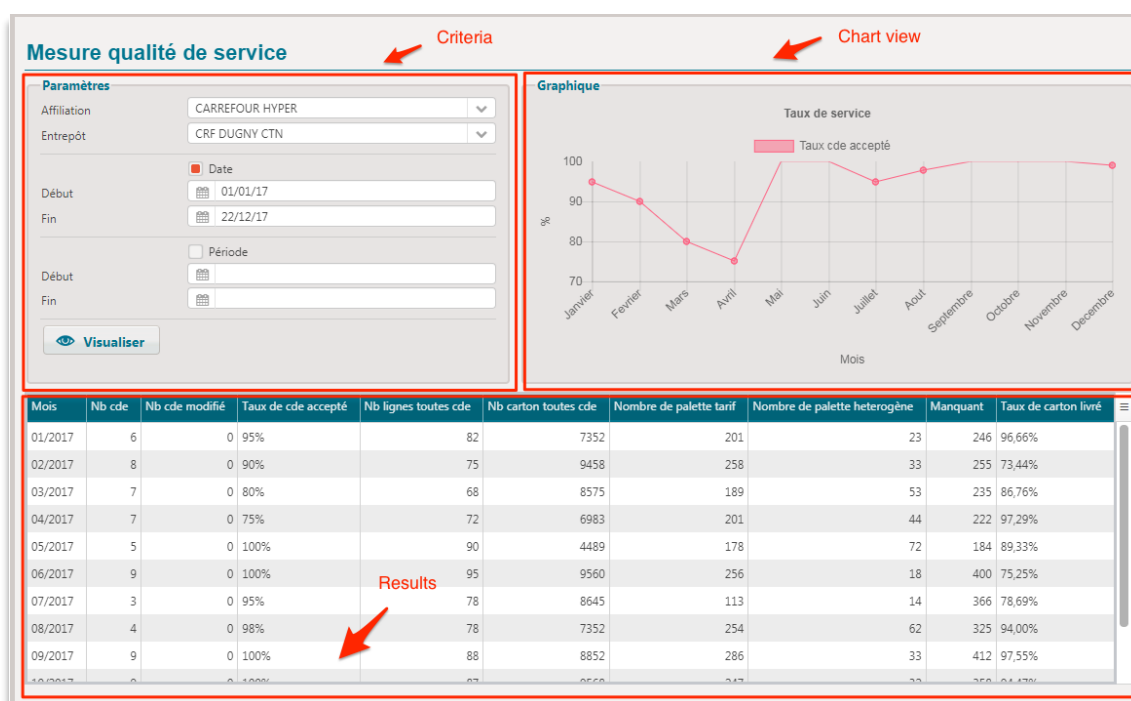 Criteria
Chart view
Mesure qualité de service
Paramètres
Affiliation CARREFOUR HYPER
Entrepôt CRF DUGNY CTN
Date
Début 01/01/17
Fin 22/12/17
Période
Début
Fin
Visualiser
Graphique
Taux de service
Taux cde accepté
100
90
80
70
%
Janvier Fevrier Mars Avril Mai Juin Juillet Aout Septembre Octobre Novembre Decembre
Mois
Mois Nb cde Nb cde modifié Taux de cde accepté Nb lignes toutes cde Nb carton toutes cde Nombre de palette tarif Nombre de palette heterogène Manquant Taux de carton livré
01/2017 6 0 95% 82 7352 201 23 246 96,66%
02/2017 8 0 90% 75 9458 258 33 255 73,44%
03/2017 7 0 80% 68 8575 189 53 235 86,76%
04/2017 7 0 75% 72 6983 201 44 222 97,29%
05/2017 5 0 100% 90 4489 178 72 184 89,33%
06/2017 9 0 100% 95 9560 256 18 400 75,25%
Results
07/2017 3 0 95% 78 8645 113 14 366 78,69%
08/2017 4 0 98% 78 7352 254 62 325 94,00%
09/2017 9 0 100% 88 8852 286 33 412 97,55%